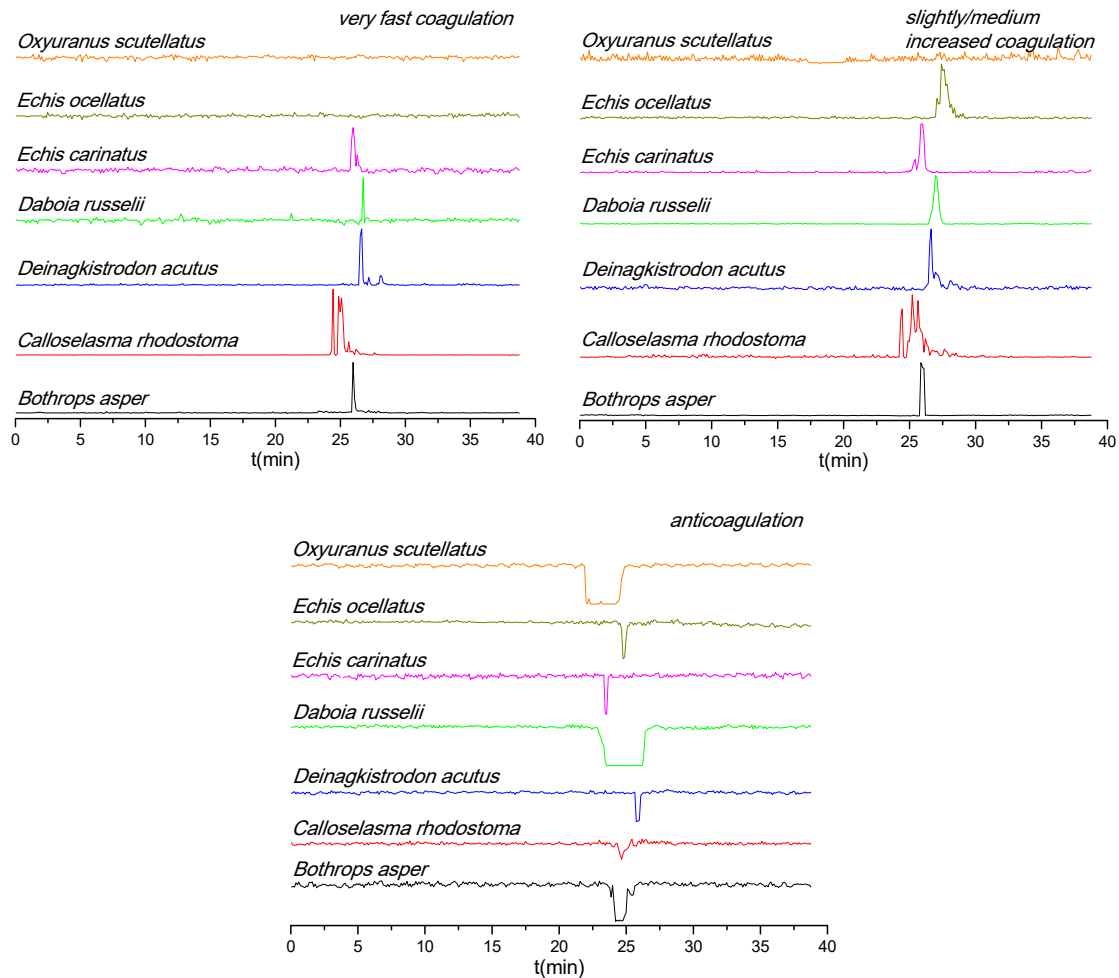 very fast coagulation
Oxyuranus scutellatus
Echis ocellatus
Echis carinatus
Daboia russelii
Deinagkistrodon acutus
Calloselasma rhodostoma
Bothrops asper
0 5 10 15 20 25 30 35 40
t(min)
slightly/medium
increased coagulation
Oxyuranus scutellatus
Echis ocellatus
Echis carinatus
Daboia russelii
Deinagkistrodon acutus
Calloselasma rhodostoma
Bothrops asper
0 5 10 15 20 25 30 35 40
t(min)
anticoagulation
Oxyuranus scutellatus
Echis ocellatus
Echis carinatus
Daboia russelii
Deinagkistrodon acutus
Calloselasma rhodostoma
Bothrops asper
0 5 10 15 20 25 30 35 40
t(min)